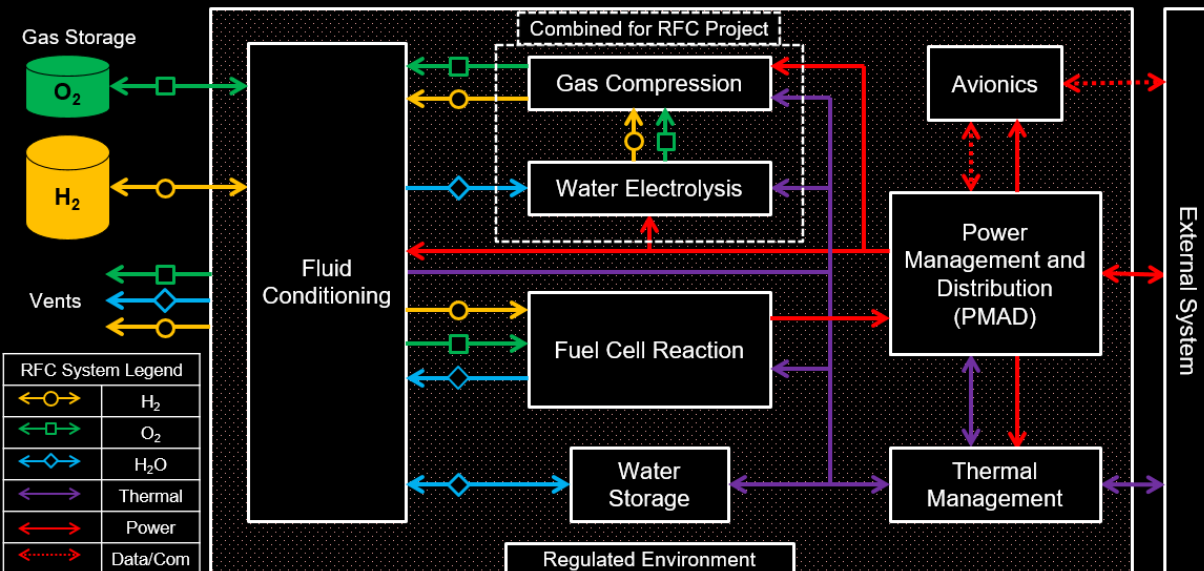 Combined for RFC Project
Gas Storage
O₂
H₂
Vents
Fluid
Conditioning
Gas Compression
Water Electrolysis
Fuel Cell Reaction
Water
Storage
Avionics
Power
Management and
Distribution
(PMAD)
Thermal
Management
External System
Regulated Environment
RFC System Legend
H₂
O₂
H₂O
Thermal
Power
Data/Com